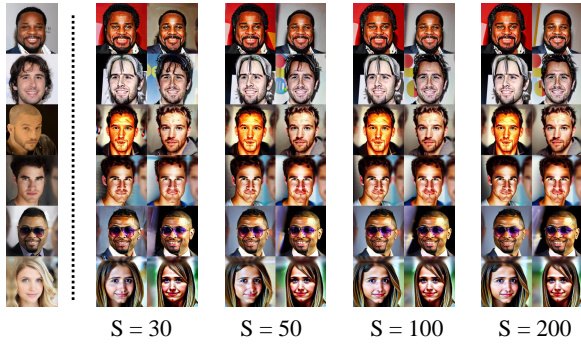 S = 30 S = 50 S = 100 S = 200